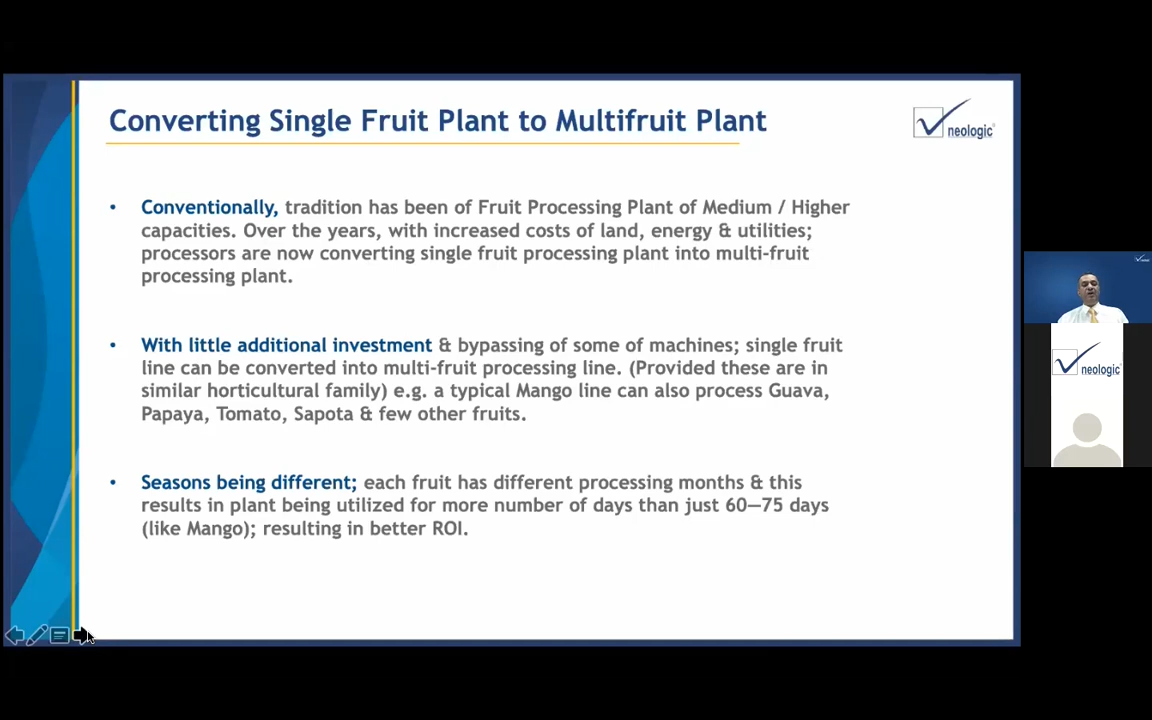 Converting Single Fruit Plant to Multifruit Plant
neologic
• Conventionally, tradition has been of Fruit Processing Plant of Medium / Higher
capacities. Over the years, with increased costs of land, energy & utilities;
processors are now converting single fruit processing plant into multi-fruit
processing plant.
• With little additional investment & bypassing of some of machines; single fruit
line can be converted into multi-fruit processing line. (Provided these are in
similar horticultural family) e.g. a typical Mango line can also process Guava,
Papaya, Tomato, Sapota & few other fruits.
• Seasons being different; each fruit has different processing months & this
results in plant being utilized for more number of days than just 60—75 days
(like Mango); resulting in better ROI.
neologic